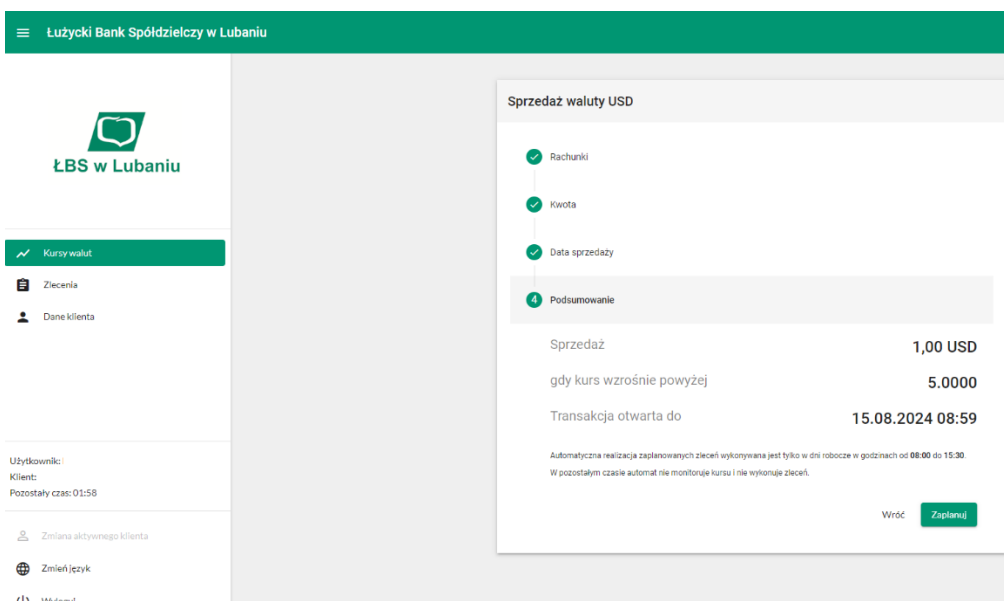 Łużycki Bank Spółdzielczy w Lubaniu
ŁBS w Lubaniu
Kursy walut
Zlecenia
Dane klienta
Użytkownik:
Klient:
Pozostały czas: 01:58
Zmiana aktywnego klienta
Zmień język
Wyloguj
Sprzedaż waluty USD
Rachunki
Kwota
Data sprzedaży
4 Podsumowanie
Sprzedaż 1,00 USD
gdy kurs wzrośnie powyżej 5.0000
Transakcja otwarta do 15.08.2024 08:59
Automatyczna realizacja zaplanowanych zleceń wykonywana jest tylko w dni robocze w godzinach od 08:00 do 15:30.
W pozostałym czasie automat nie monitoruje kursu i nie wykonuje zleceń.
Wróć Zaplanuj